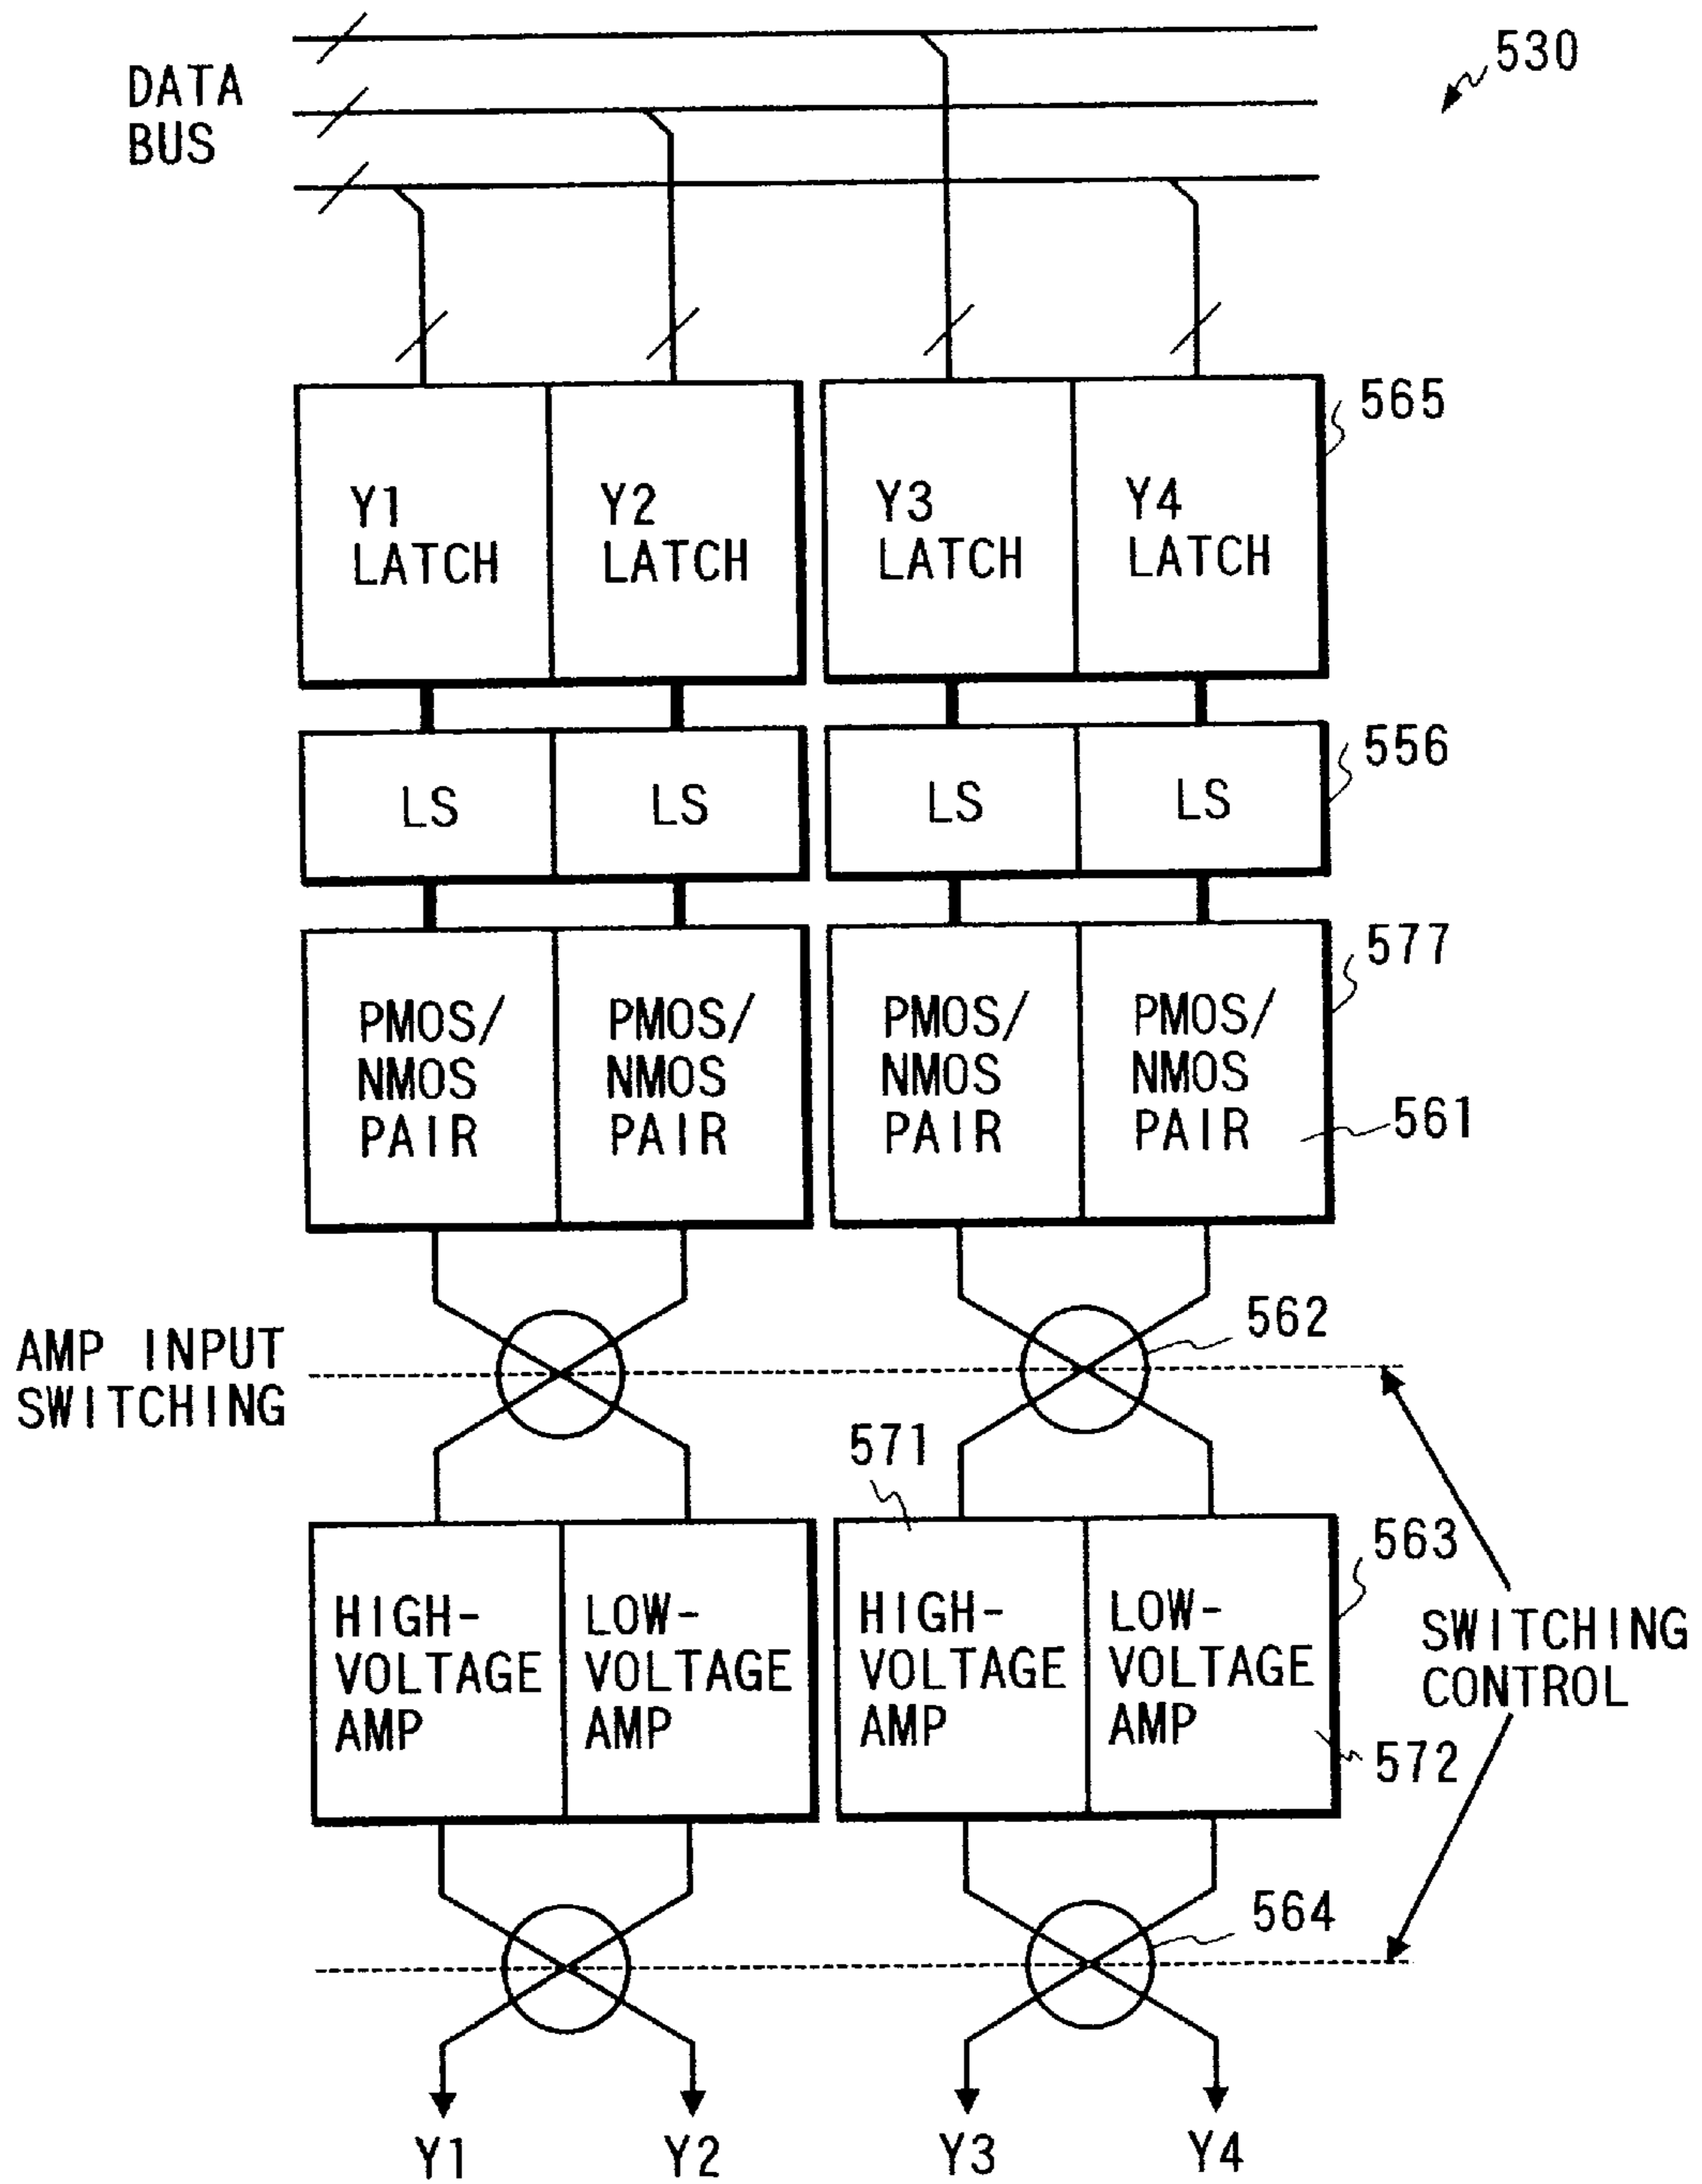 530
DATA
BUS
565
Y1
LATCH
Y2
LATCH
Y3
LATCH
Y4
LATCH
556
LS
LS
LS
LS
577
PMOS/
NMOS
PAIR
PMOS/
NMOS
PAIR
PMOS/
NMOS
PAIR
PMOS/
NMOS
PAIR
561
562
AMP INPUT
SWITCHING
571
563
HIGH-
VOLTAGE
AMP
LOW-
VOLTAGE
AMP
HIGH-
VOLTAGE
AMP
LOW-
VOLTAGE
AMP
SWITCHING
CONTROL
572
564
Y1
Y2
Y3
Y4